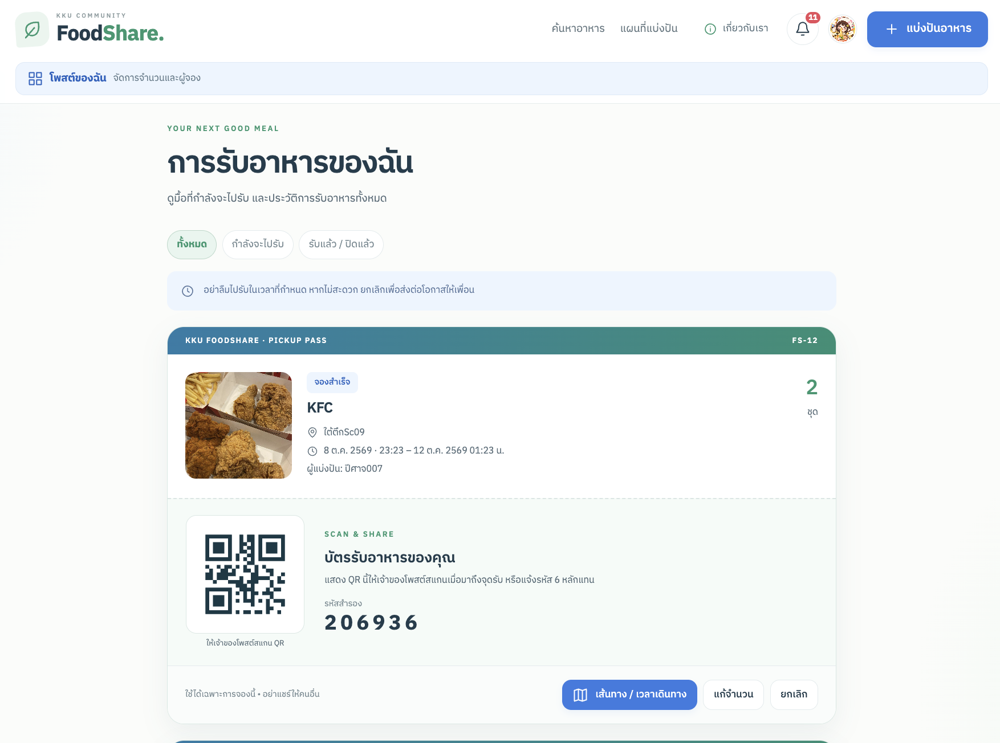 KKU COMMUNITY
FoodShare.
ค้นหาอาหาร
แผนที่แบ่งปัน
เกี่ยวกับเรา
11
แบ่งปันอาหาร
โพสต์ของฉัน จัดการจำนวนและผู้จอง
YOUR NEXT GOOD MEAL
การรับอาหารของฉัน
ดูมื้อที่กำลังจะไปรับ และประวัติการรับอาหารทั้งหมด
ทั้งหมด
กำลังจะไปรับ
รับแล้ว / ปิดแล้ว
อย่าลืมไปรับในเวลาที่กำหนด หากไม่สะดวก ยกเลิกเพื่อส่งต่อโอกาสให้เพื่อน
KKU FOODSHARE · PICKUP PASS
FS-12
จองสำเร็จ
KFC
2
ชุด
ใต้ตึกSc09
8 ต.ค. 2569 · 23:23 – 12 ต.ค. 2569 01:23 น.
ผู้แบ่งปัน: ปีศาจ007
SCAN & SHARE
บัตรรับอาหารของคุณ
แสดง QR นี้ให้เจ้าของโพสต์สแกนเมื่อมาถึงจุดรับ หรือแจ้งรหัส 6 หลักแทน
รหัสสำรอง
206936
ให้เจ้าของโพสต์สแกน QR
ใช้ได้เฉพาะการจองนี้ • อย่าแชร์ให้คนอื่น
เส้นทาง / เวลาเดินทาง
แก้จำนวน
ยกเลิก